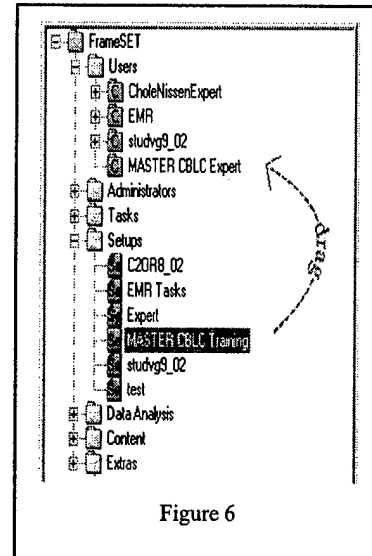 FrameSET
Users
CholeNissenExpert
EMR
studvg9_02
MASTER CBLC Expert
Administrators
Tasks
Setups
C2OR8_02
EMR Tasks
Expert
MASTER CBLC Training
studvg9_02
test
Data Analysis
Content
Extras
drag
Figure 6